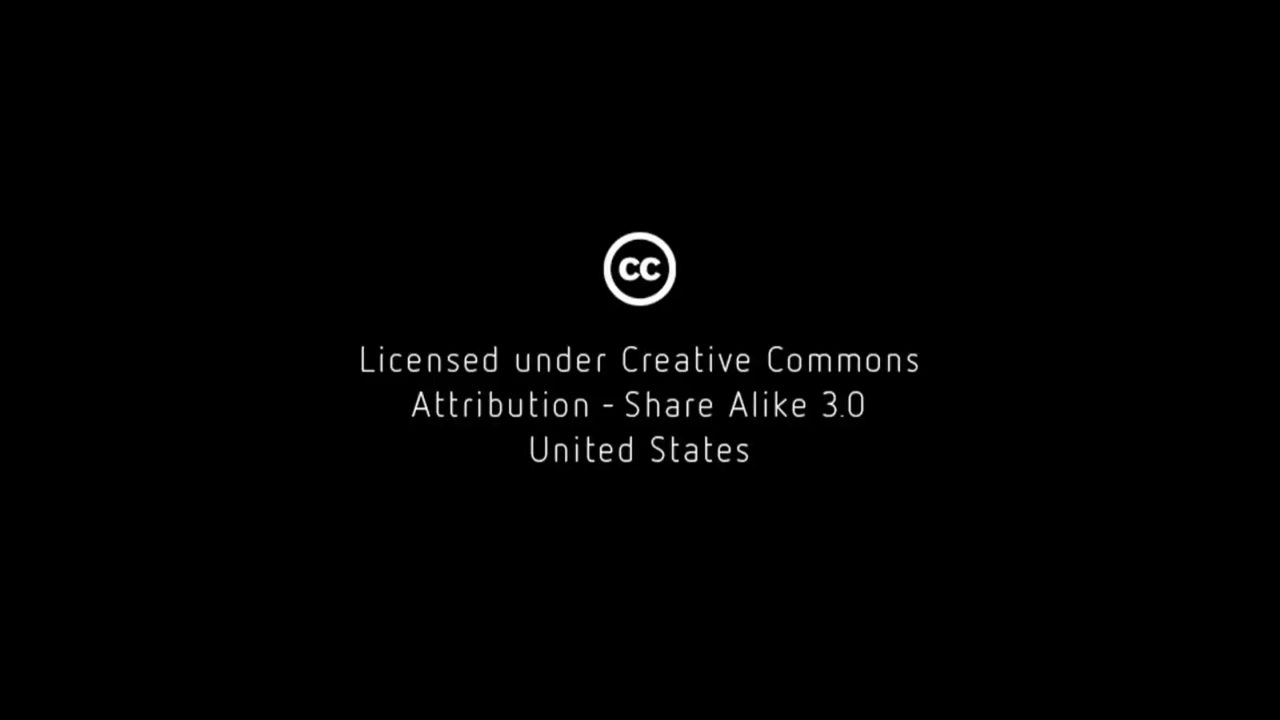 cc
Licensed under Creative Commons
Attribution - Share Alike 3.0
United States